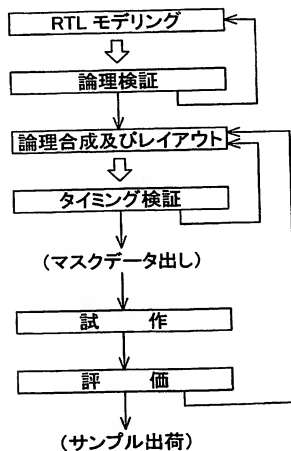 RTL モデリング
論理検証
論理合成及びレイアウト
タイミング検証
(マスクデータ出し)
試 作
評 価
(サンプル出荷)